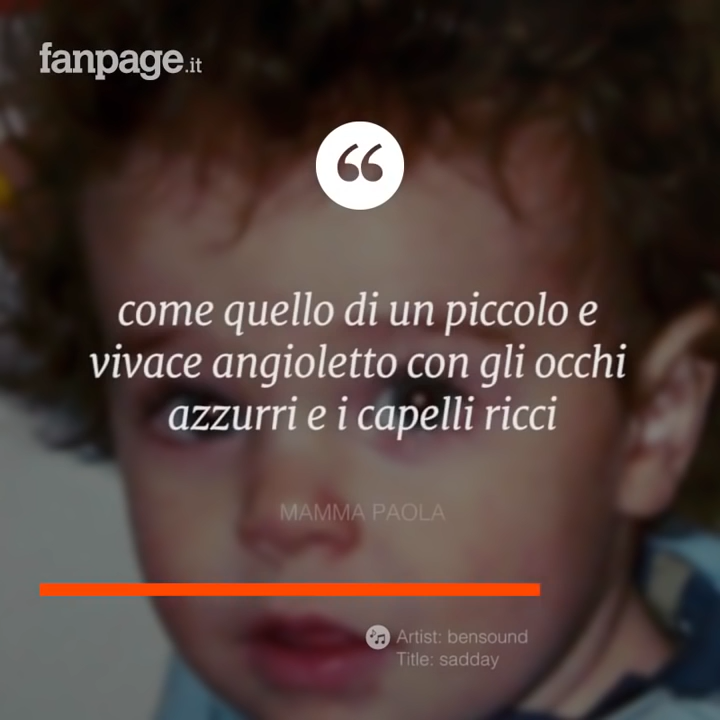 fanpage.it
“
come quello di un piccolo e
vivace angioletto con gli occhi
azzurri e i capelli ricci
MAMMA PAOLA
Artist: bensound
Title: sadday